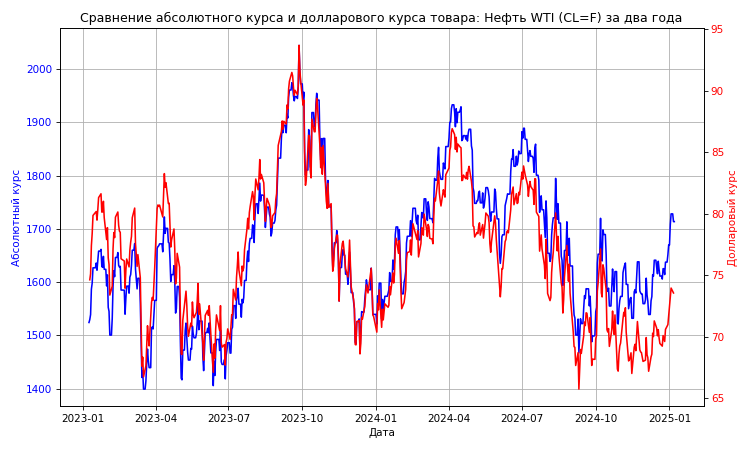 Сравнение абсолютного курса и долларового курса товара: Нефть WTI (CL=F) за два года
Абсолютный курс
2000
1900
1800
1700
1600
1500
1400
95
90
85
80
75
70
65
Долларовый курс
2023-01 2023-04 2023-07 2023-10 2024-01 2024-04 2024-07 2024-10 2025-01
Дата